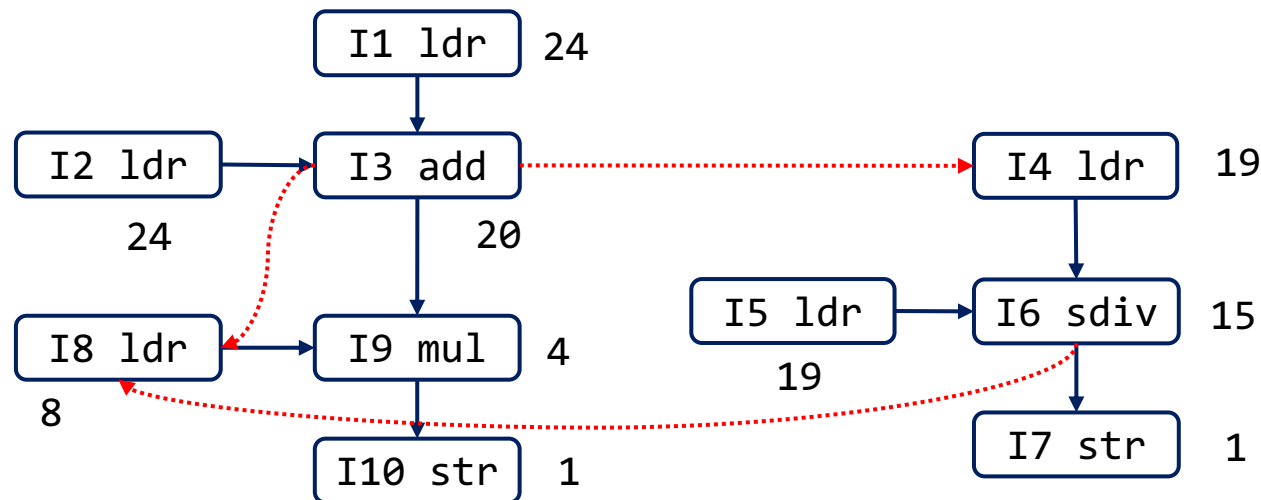 I1 ldr 24
I2 ldr I3 add I4 ldr 19
24 20
I5 ldr I6 sdiv 15
I8 ldr I9 mul 4
19
8
I10 str 1 I7 str 1